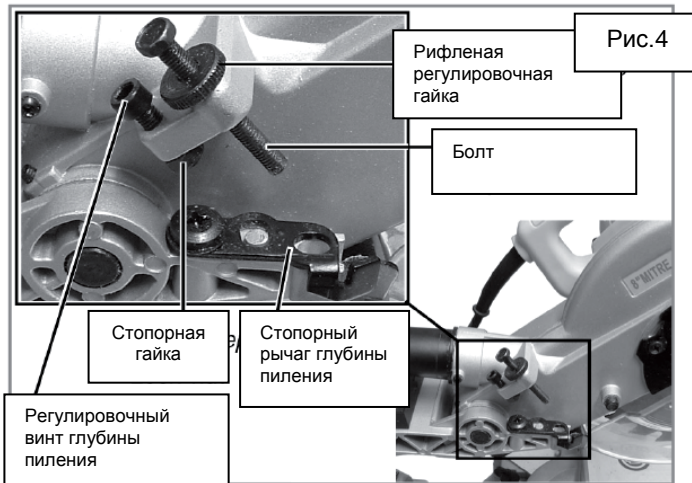 Рис.4
Рифленая
регулировочная
гайка
Болт
8" MITRE
Стопорная
гайка
Стопорный
рычаг глубины
пиления
Регулировочный
винт глубины
пиления